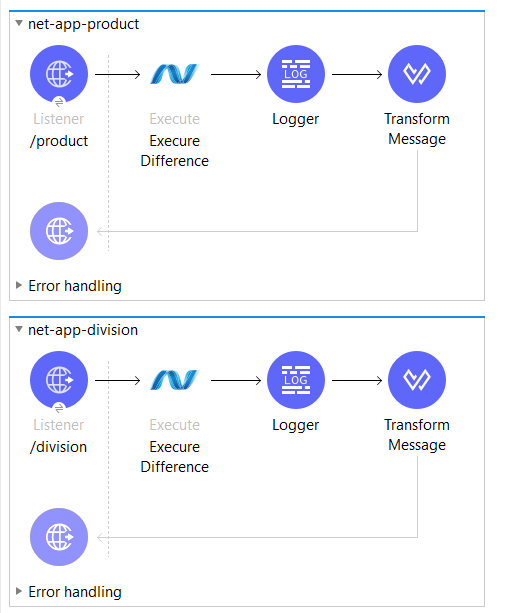 net-app-product
LOG
Listener
Execute
Logger
Transform
/product
Execure
Message
Difference
Error handling
net-app-division
LOG
Listener
Execute
Logger
Transform
/division
Execure
Message
Difference
Error handling